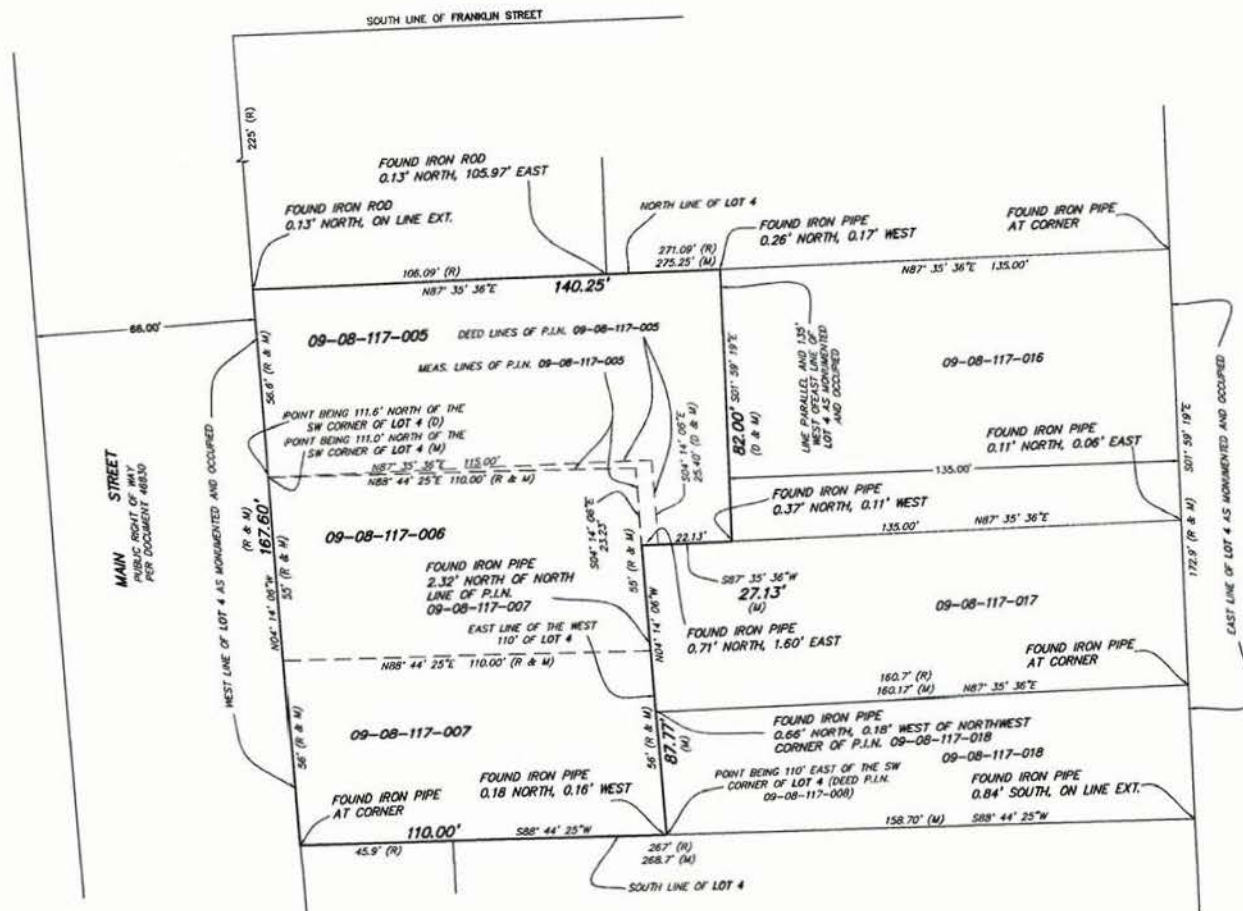 SOUTH LINE OF FRANKLIN STREET
225' (R)
FOUND IRON ROD
0.13' NORTH, 105.97' EAST
FOUND IRON ROD
0.13' NORTH, ON LINE EXT.
NORTH LINE OF LOT 4
FOUND IRON PIPE
0.26' NORTH, 0.17' WEST
FOUND IRON PIPE
AT CORNER
271.09' (R)
275.25' (M)
106.09' (R)
N87° 35' 36"E 140.25'
N87° 35' 36"E 135.00'
66.00'
56.6' (R & M)
09-08-117-005
DEED LINES OF P.I.N. 09-08-117-005
MEAS. LINES OF P.I.N. 09-08-117-005
S01° 59' 19"E
82.00'
(D & M)
LINE PARALLEL AND 135'
WEST OFEAST LINE OF
LOT 4 AS MONUMENTED
AND OCCUPIED
09-08-117-016
EAST LINE OF LOT 4 AS MONUMENTED AND OCCUPIED
WEST LINE OF LOT 4 AS MONUMENTED AND OCCUPIED
POINT BEING 111.6' NORTH OF THE
SW CORNER OF LOT 4 (D)
POINT BEING 111.0' NORTH OF THE
SW CORNER OF LOT 4 (M)
S04° 14' 06"E
25.40' (D & M)
FOUND IRON PIPE
0.11' NORTH, 0.06' EAST
S01° 59' 19"E
N87° 35' 36"E 115.00'
N88° 44' 25"E 110.00' (R & M)
135.00'
MAIN STREET
PUBLIC RIGHT OF WAY
PER DOCUMENT 46830
(R & M)
167.60'
N04° 14' 06"W
55' (R & M)
09-08-117-006
S04° 14' 06"E
23.23'
FOUND IRON PIPE
0.37' NORTH, 0.11' WEST
135.00' N87° 35' 36"E
22.13'
172.9' (R & M)
FOUND IRON PIPE
2.32' NORTH OF NORTH
LINE OF P.I.N.
09-08-117-007
55' (R & M)
N04° 14' 06"W
S87° 35' 36"W
27.13'
(M)
09-08-117-017
EAST LINE OF THE WEST
110' OF LOT 4
FOUND IRON PIPE
0.71' NORTH, 1.60' EAST
FOUND IRON PIPE
AT CORNER
N88° 44' 25"E 110.00' (R & M)
160.7' (R)
160.17' (M) N87° 35' 36"E
56' (R & M)
09-08-117-007
56' (R & M)
87.77'
(M)
FOUND IRON PIPE
0.66' NORTH, 0.18' WEST OF NORTHWEST
CORNER OF P.I.N. 09-08-117-018
09-08-117-018
POINT BEING 110' EAST OF THE SW
CORNER OF LOT 4 (DEED P.I.N.
09-08-117-008)
FOUND IRON PIPE
0.84' SOUTH, ON LINE EXT.
FOUND IRON PIPE
AT CORNER
FOUND IRON PIPE
0.18 NORTH, 0.16' WEST
110.00' S88° 44' 25"W
158.70' (M) S88° 44' 25"W
45.9' (R)
267' (R)
268.7' (M)
SOUTH LINE OF LOT 4